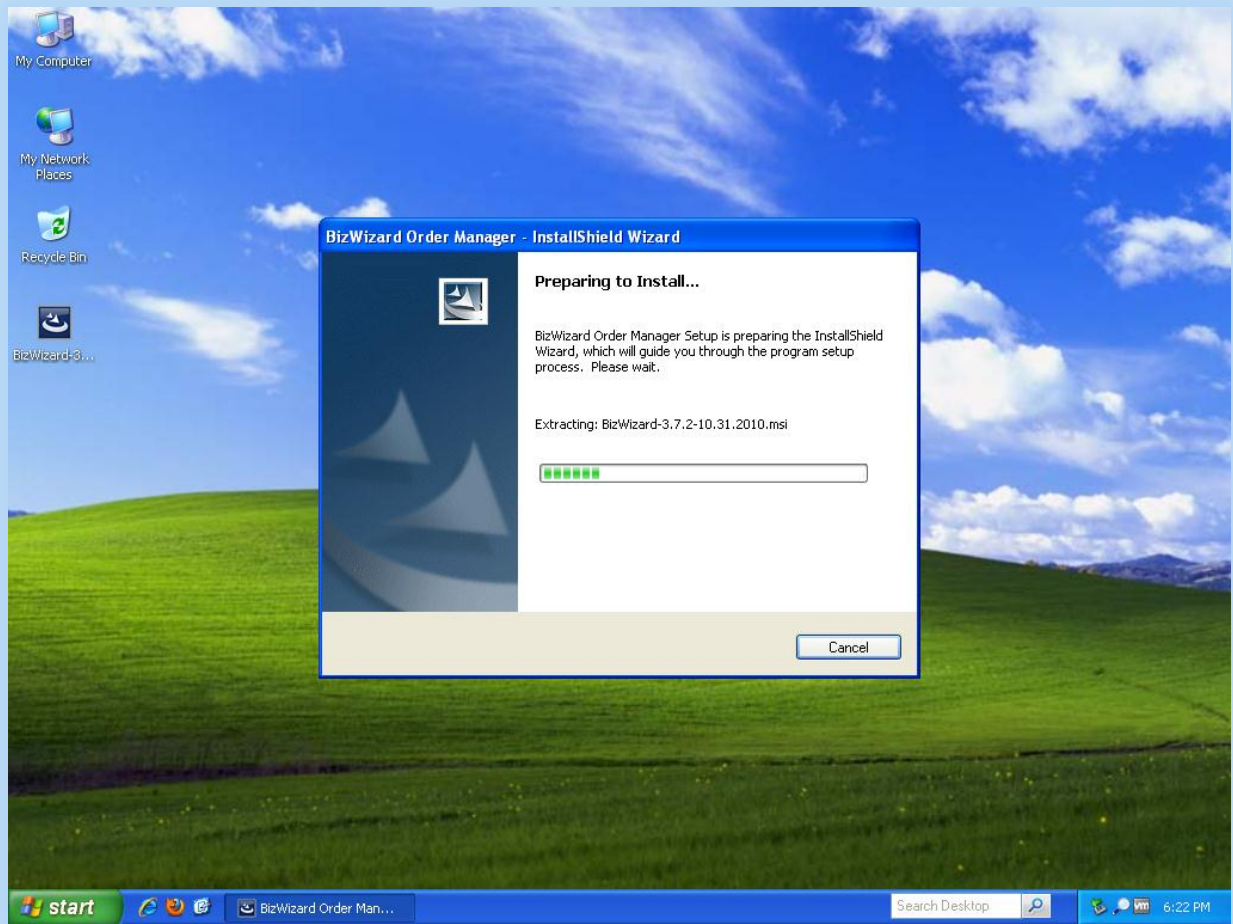 My Computer
My Network
Places
Recycle Bin
BizWizard-3...
BizWizard Order Manager - InstallShield Wizard
Preparing to Install...
BizWizard Order Manager Setup is preparing the InstallShield
Wizard, which will guide you through the program setup
process. Please wait.
Extracting: BizWizard-3.7.2-10.31.2010.msi
Cancel
start
BizWizard Order Man...
Search Desktop
vm
6:22 PM